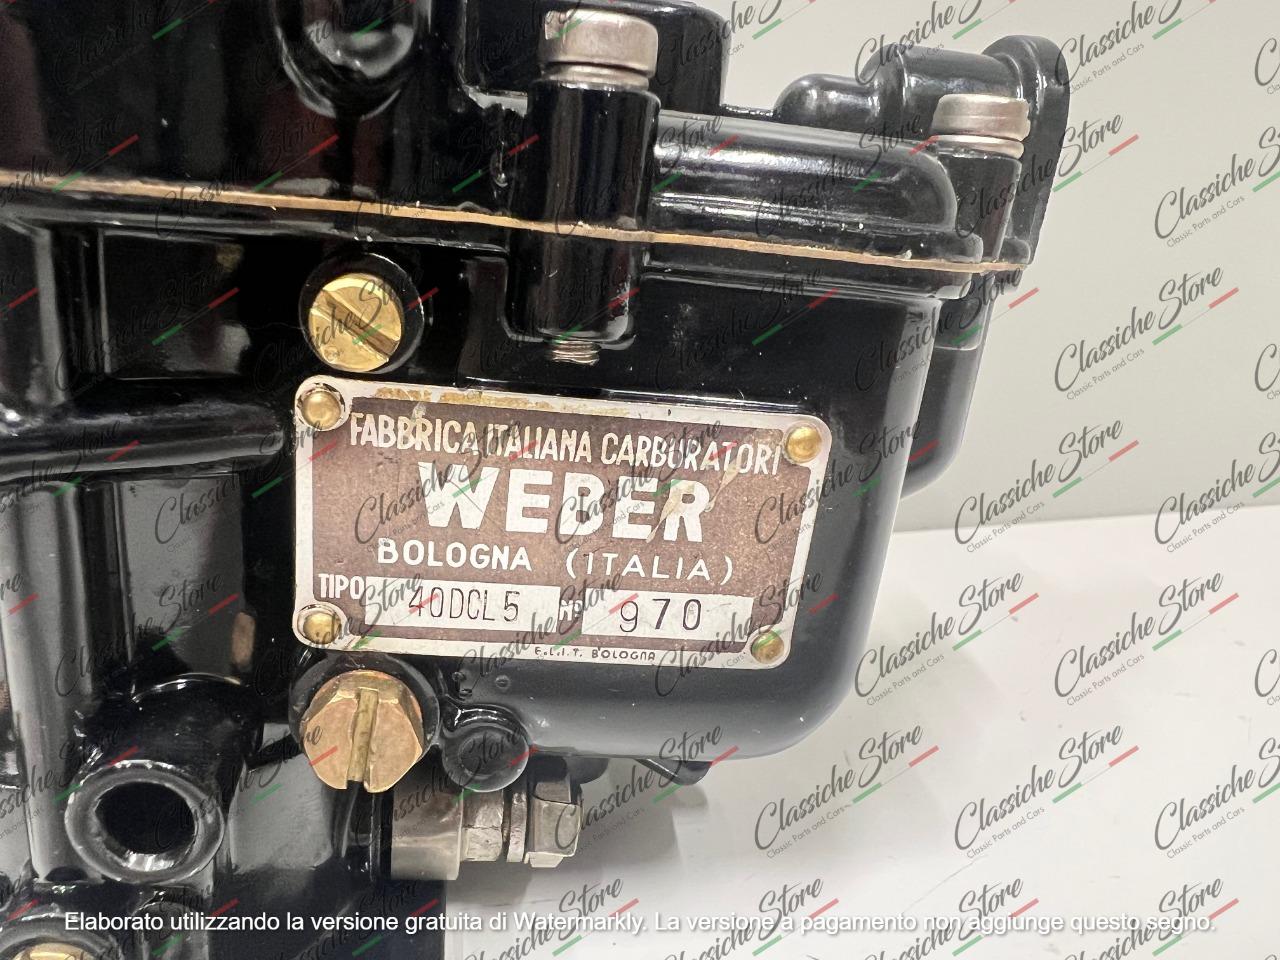 FABBRICA ITALIANA CARBURATORI
WEBER
BOLOGNA (ITALIA)
TIPO 40DCL5 No 970
E.L.I.T. BOLOGNA
Classiche Store
Classic Parts and Cars
Elaborato utilizzando la versione gratuita di Watermarkly. La versione a pagamento non aggiunge questo segno.